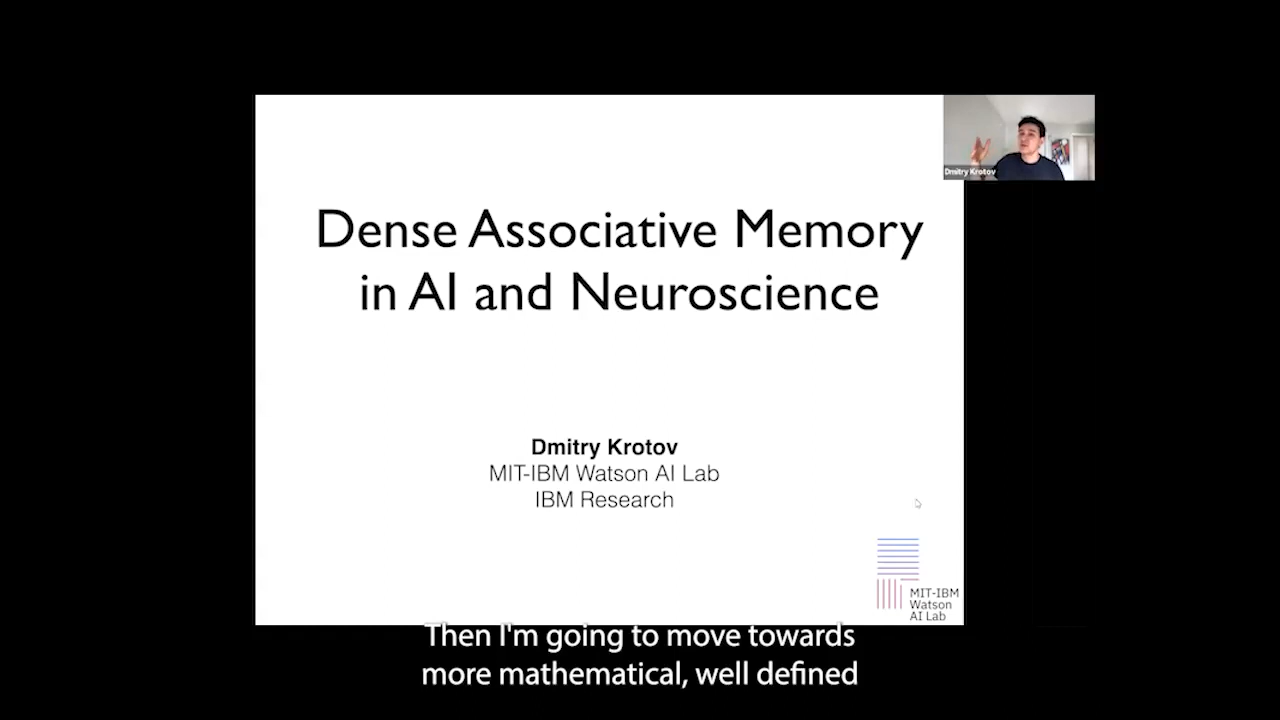 Dmitry Krotov
Dense Associative Memory
in AI and Neuroscience
Dmitry Krotov
MIT-IBM Watson AI Lab
IBM Research
MIT-IBM
Watson
AI Lab
Then I'm going to move towards
more mathematical, well defined